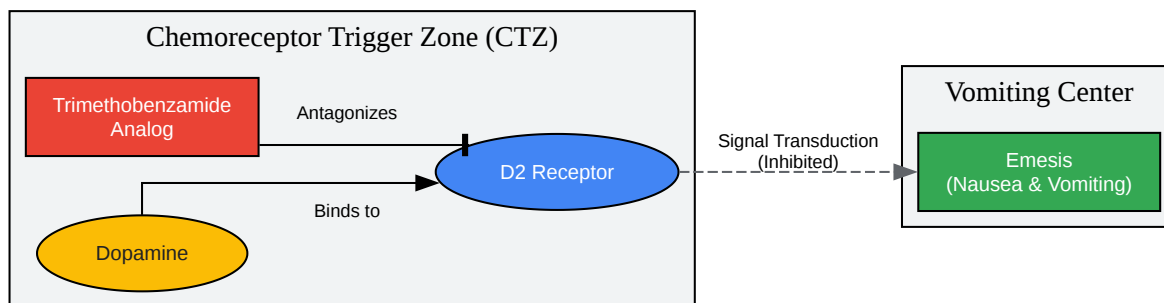 Chemoreceptor Trigger Zone (CTZ)
Trimethobenzamide
Analog
Antagonizes
D2 Receptor
Binds to
Dopamine
Signal Transduction
(Inhibited)
Vomiting Center
Emesis
(Nausea & Vomiting)